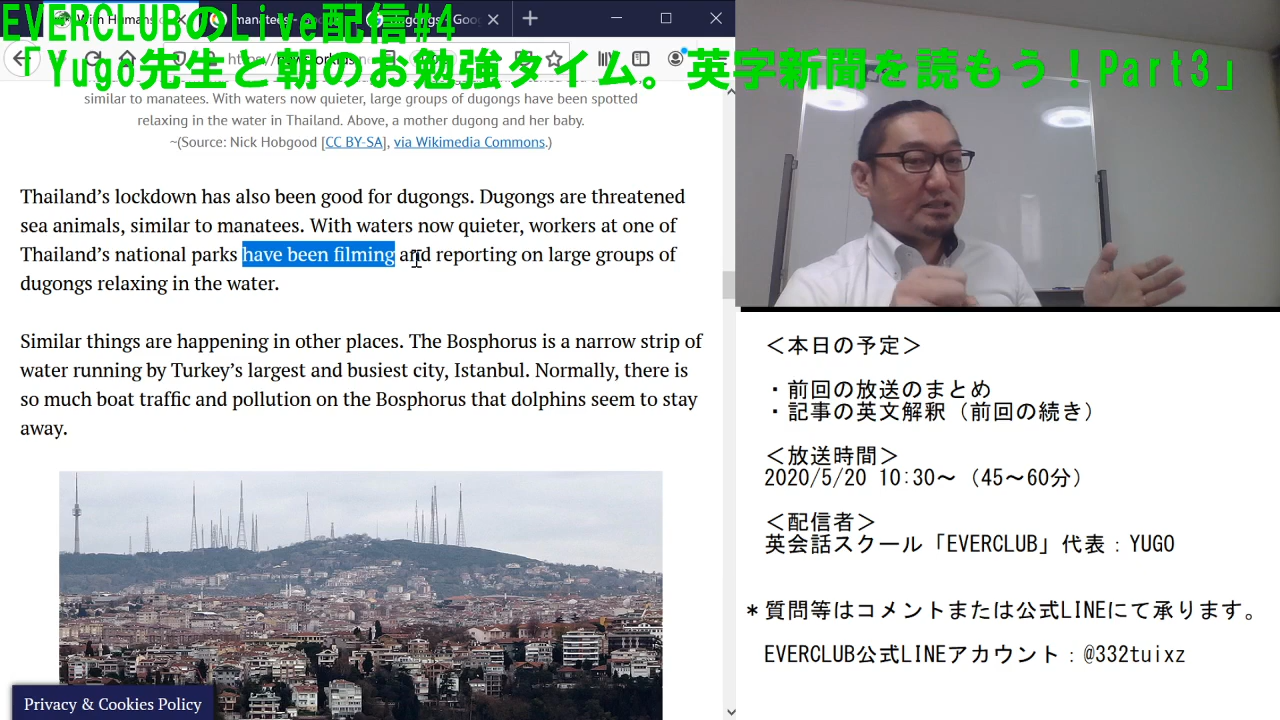 EVERCLUBのLive配信#4
「Yugo先生と朝のお勉強タイム。英字新聞を読もう！Part3」
similar to manatees. With waters now quieter, large groups of dugongs have been spotted
relaxing in the water in Thailand. Above, a mother dugong and her baby.
~(Source: Nick Hobgood [CC BY-SA], via Wikimedia Commons.)
Thailand’s lockdown has also been good for dugongs. Dugongs are threatened
sea animals, similar to manatees. With waters now quieter, workers at one of
Thailand’s national parks have been filming and reporting on large groups of
dugongs relaxing in the water.
Similar things are happening in other places. The Bosphorus is a narrow strip of
water running by Turkey’s largest and busiest city, Istanbul. Normally, there is
so much boat traffic and pollution on the Bosphorus that dolphins seem to stay
away.
Privacy & Cookies Policy
＜本日の予定＞
・前回の放送のまとめ
・記事の英文解釈（前回の続き）
＜放送時間＞
2020/5/20 10:30～（45～60分）
＜配信者＞
英会話スクール「EVERCLUB」代表：YUGO
＊質問等はコメントまたは公式LINEにて承ります。
EVERCLUB公式LINEアカウント：@332tuixz